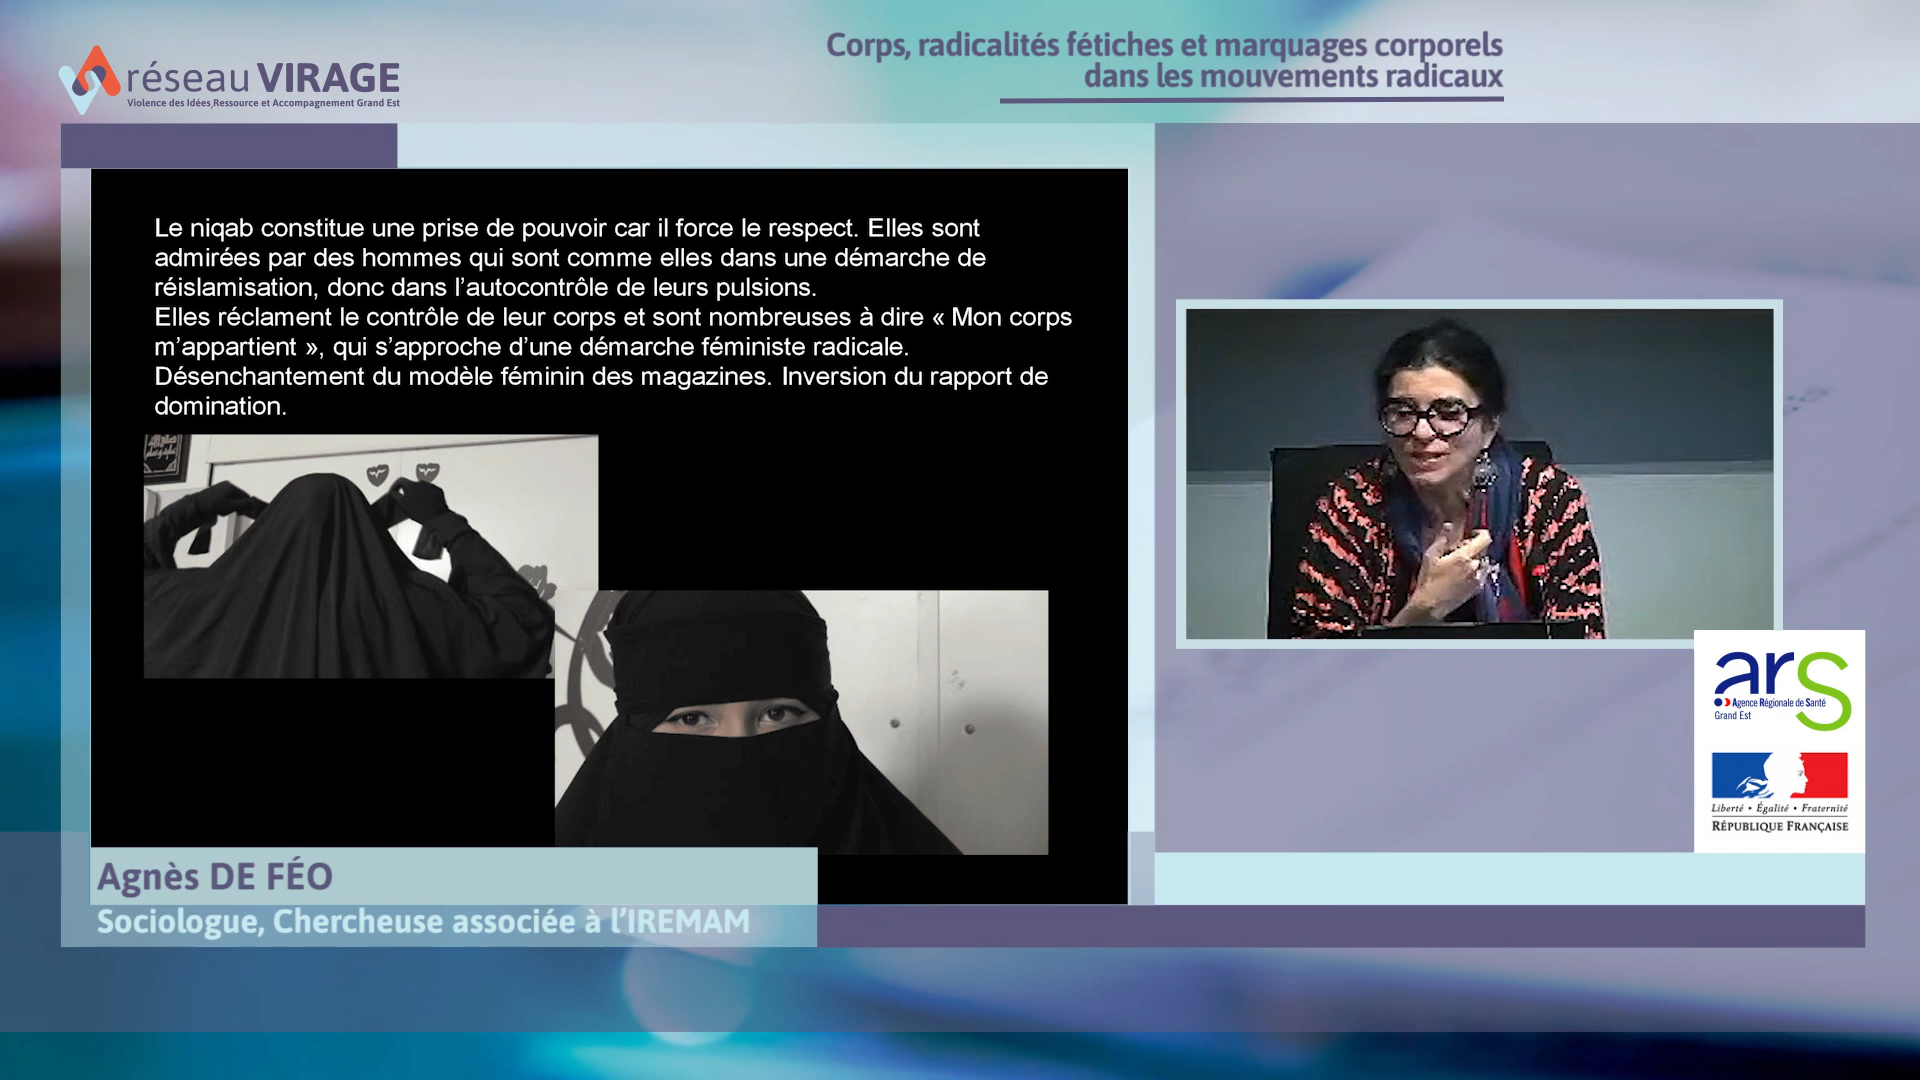 réseau VIRAGE
Violence des Idées,Ressource et Accompagnement Grand Est
Corps, radicalités fétiches et marquages corporels
dans les mouvements radicaux
Le niqab constitue une prise de pouvoir car il force le respect. Elles sont
admirées par des hommes qui sont comme elles dans une démarche de
réislamisation, donc dans l’autocontrôle de leurs pulsions.
Elles réclament le contrôle de leur corps et sont nombreuses à dire « Mon corps
m’appartient », qui s’approche d’une démarche féministe radicale.
Désenchantement du modèle féminin des magazines. Inversion du rapport de
domination.
ars
Agence Régionale de Santé
Grand Est
Liberté • Égalité • Fraternité
RÉPUBLIQUE FRANÇAISE
Agnès DE FÉO
Sociologue, Chercheuse associée à l’IREMAM